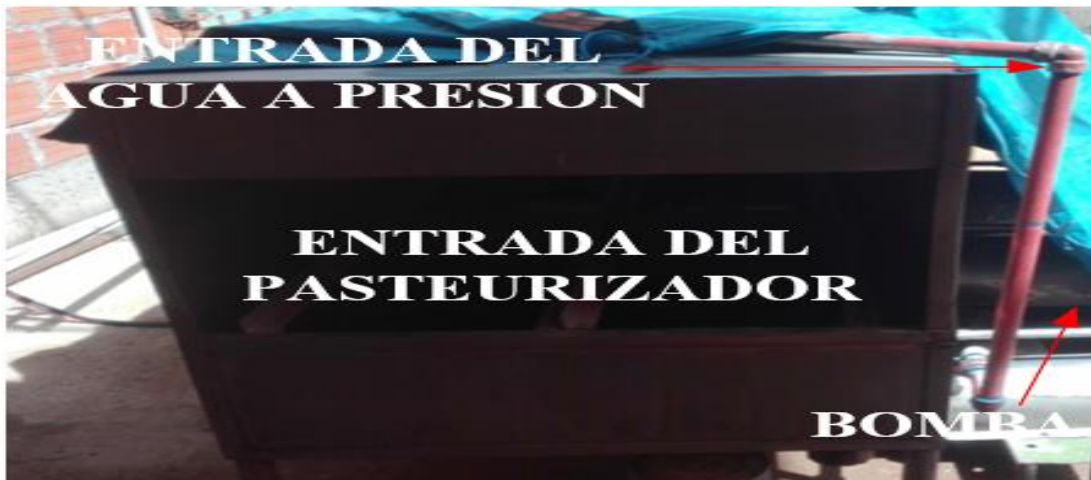 ENTRADA DEL
AGUA A PRESION
ENTRADA DEL
PASTEURIZADOR
BOMBA